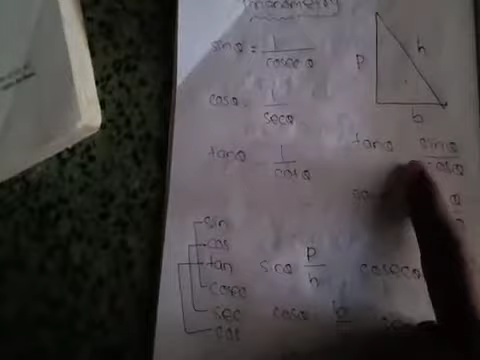 Trigonometry
sinθ = 1/cosecθ
h
P
cosθ = 1/secθ
b
tanθ = 1/cotθ
tanθ sinθ/cosθ
sin
cos
tan
cosec
sec
sinθ P/h cosecθ
cosθ b